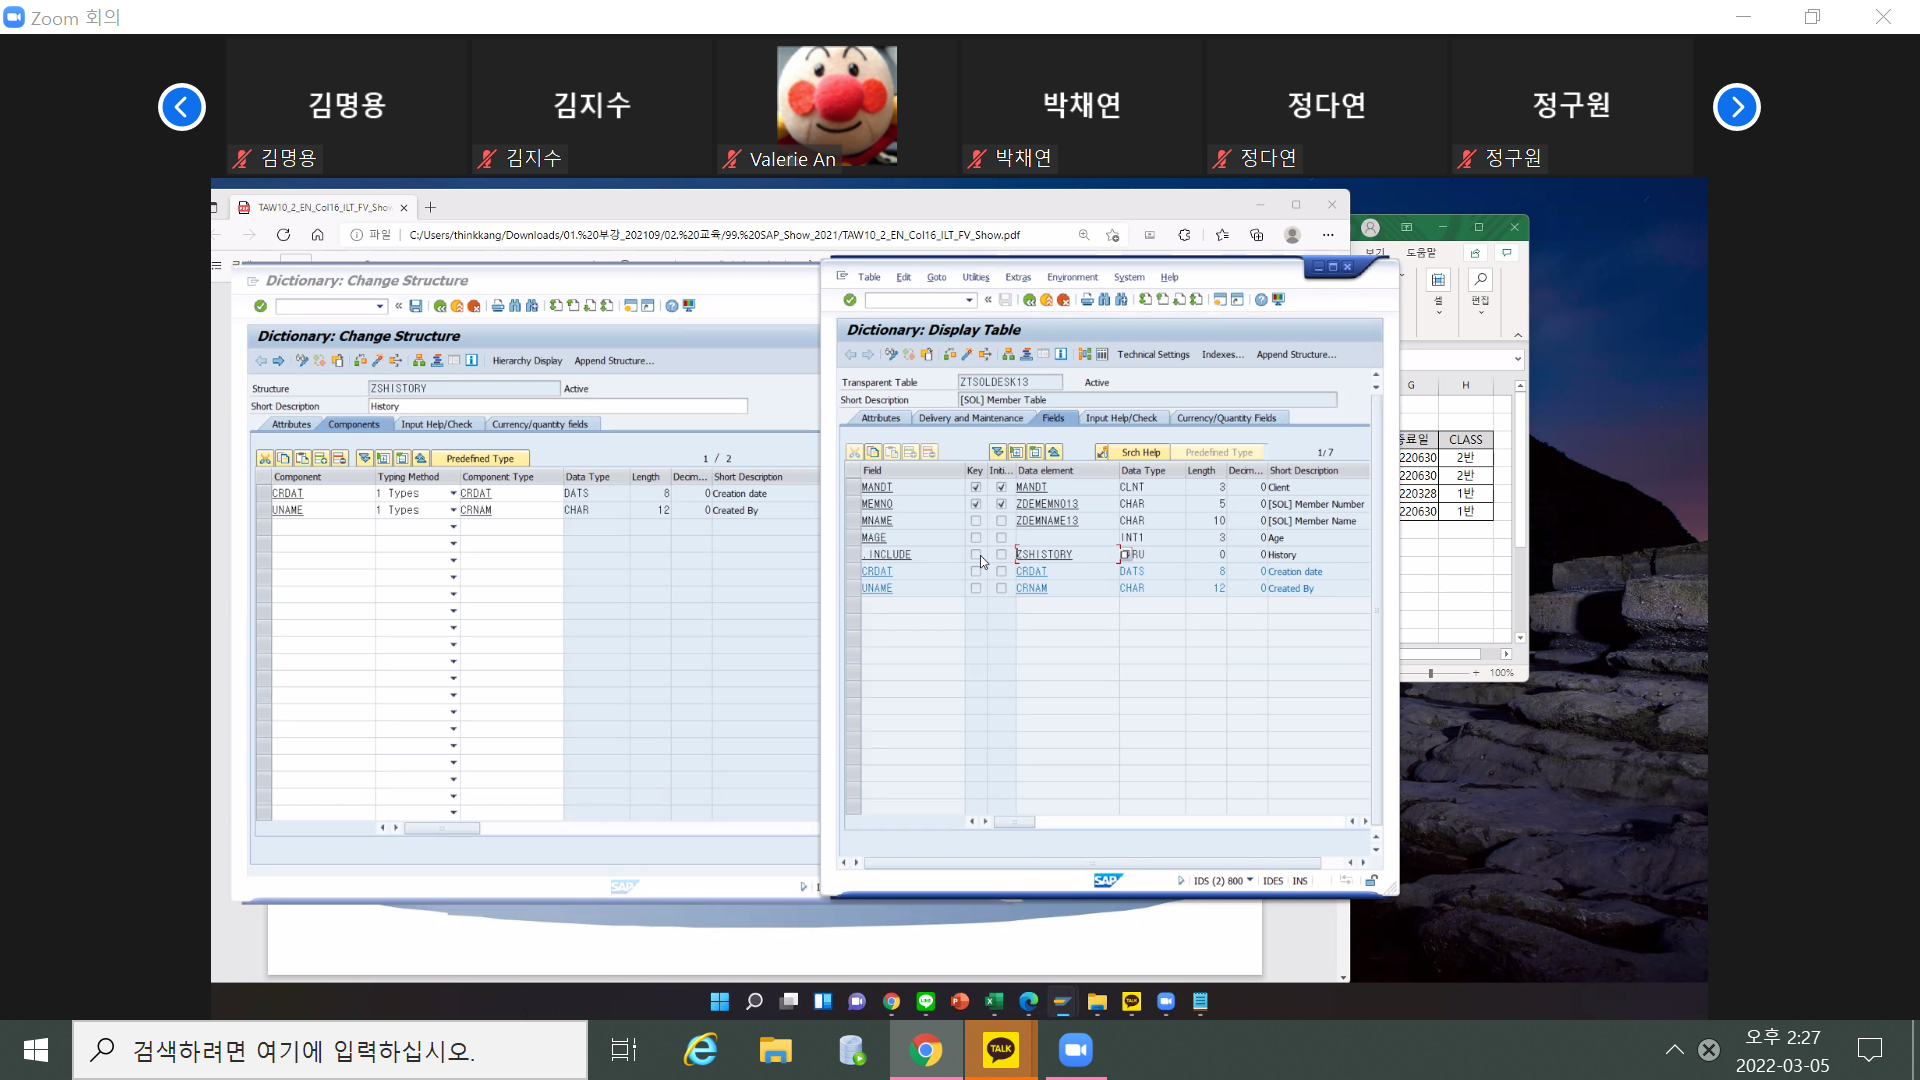 Zoom 회의
김명용
김지수
박채연
정다연
정구원
김명용
김지수
Valerie An
박채연
정다연
정구원
TAW10_2_EN_Col16_ILT_FV_Show
파일
C:/Users/thinkkang/Downloads/01.%20부강_202109/02.%20교육/99.%20SAP_Show_2021/TAW10_2_EN_Col16_ILT_FV_Show.pdf
보기 도움말
셀
편집
Dictionary: Change Structure
Dictionary: Change Structure
Hierarchy Display Append Structure...
Structure ZSHISTORY Active
Short Description History
Attributes Components Input Help/Check Currency/quantity fields
Predefined Type 1 / 2
Component Typing Method Component Type Data Type Length Decim... Short Description
CRDAT 1 Types CRDAT DATS 8 0 Creation date
UNAME 1 Types CRNAM CHAR 12 0 Created By
SAP
Table Edit Goto Utilities Extras Environment System Help
Dictionary: Display Table
Technical Settings Indexes... Append Structure...
Transparent Table ZTSOLDESK13 Active
Short Description [SOL] Member Table
Attributes Delivery and Maintenance Fields Input Help/Check Currency/Quantity Fields
Srch Help Predefined Type 1/7
Field Key Initi... Data element Data Type Length Decim... Short Description
MANDT MANDT CLNT 3 0 Client
MEMNO ZDEMEMNO13 CHAR 5 0 [SOL] Member Number
MNAME ZDEMNAME13 CHAR 10 0 [SOL] Member Name
MAGE INT1 3 0 Age
.INCLUDE ZSHISTORY RU 0 0 History
CRDAT CRDAT DATS 8 0 Creation date
UNAME CRNAM CHAR 12 0 Created By
SAP
IDS (2) 800 IDES INS
G H
종료일 CLASS
220630 2반
220630 2반
220328 1반
220630 1반
100%
TALK
검색하려면 여기에 입력하십시오.
TALK
오후 2:27
2022-03-05